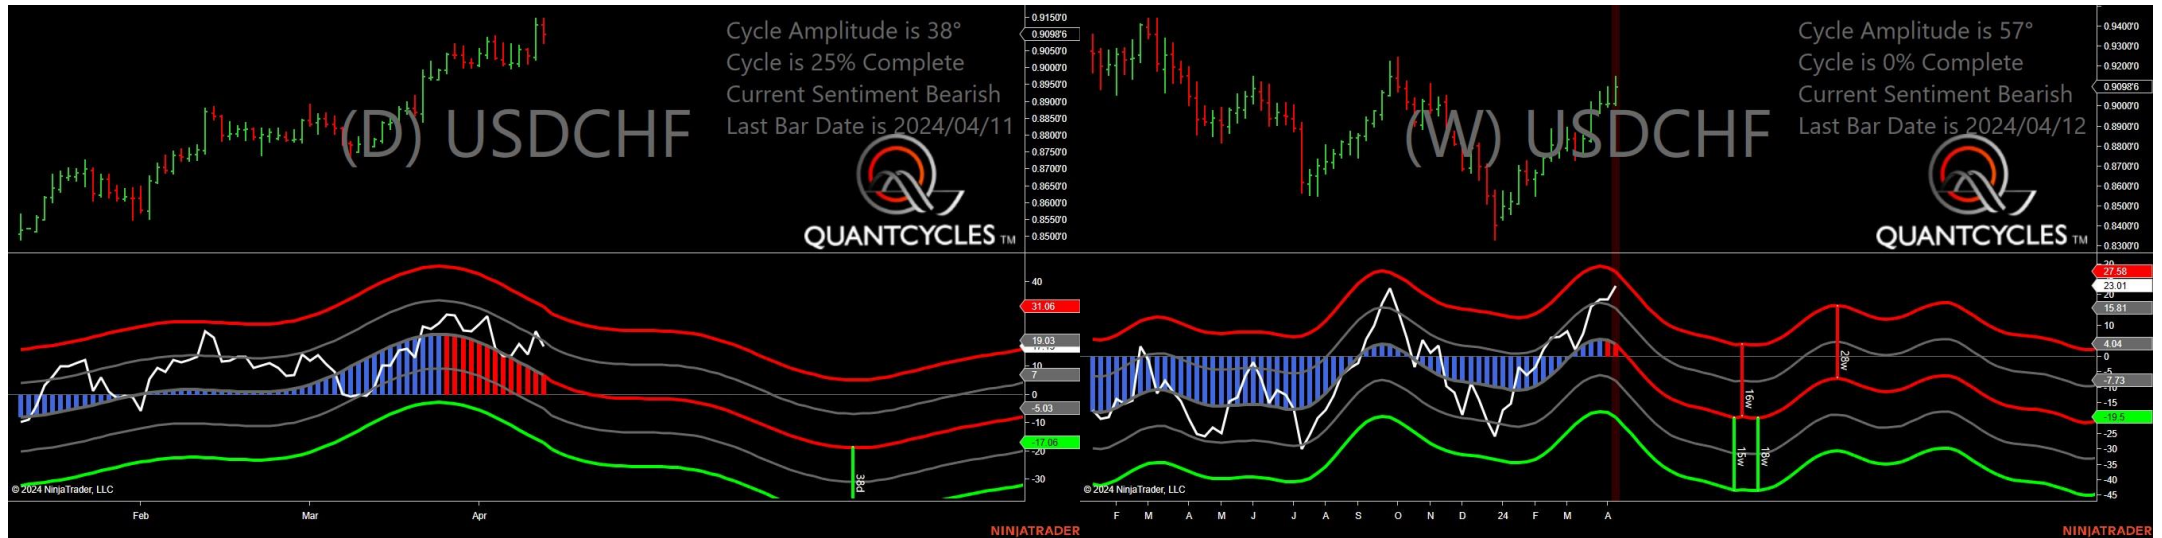 (D) USDCHF
Cycle Amplitude is 38°
Cycle is 25% Complete
Current Sentiment Bearish
Last Bar Date is 2024/04/11
QUANTCYCLES TM
0.9150'0
0.9098'6
0.9050'0
0.9000'0
0.8950'0
0.8900'0
0.8850'0
0.8800'0
0.8750'0
0.8700'0
0.8650'0
0.8600'0
0.8550'0
0.8500'0
40
31.06
19.03
10
7
0
-5.03
-10
-17.06
-20
-30
38d
© 2024 NinjaTrader, LLC
Feb Mar Apr
NINJATRADER
(W) USDCHF
Cycle Amplitude is 57°
Cycle is 0% Complete
Current Sentiment Bearish
Last Bar Date is 2024/04/12
QUANTCYCLES TM
0.9400'0
0.9300'0
0.9200'0
0.9098'6
0.9000'0
0.8900'0
0.8800'0
0.8700'0
0.8600'0
0.8500'0
0.8400'0
0.8300'0
27.58
23.01
20
15.81
10
4.04
0
-5
-7.73
-10
-15
-19.5
-25
-30
-35
-40
-45
16w
28w
15w
18w
© 2024 NinjaTrader, LLC
F M A M J J A S O N D 24 F M A
NINJATRADER